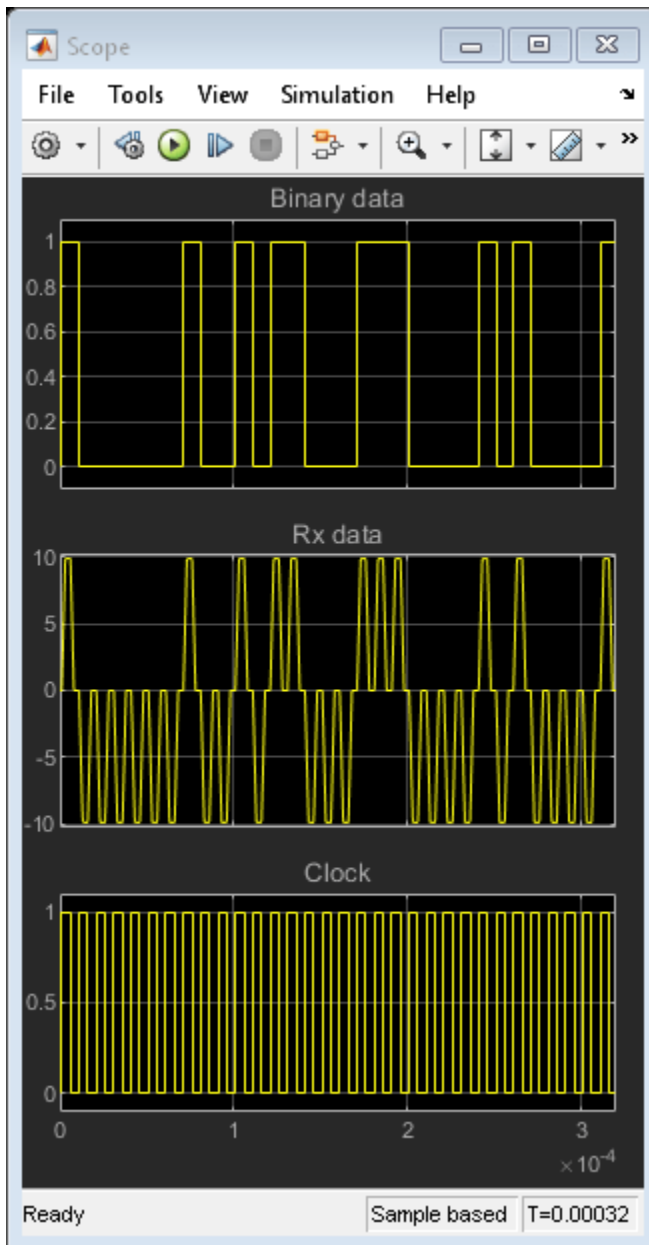 Scope
File Tools View Simulation Help
Binary data
1
0.8
0.6
0.4
0.2
0
Rx data
10
5
0
-5
-10
Clock
1
0.5
0
0 1 2 3
×10-4
Ready Sample based T=0.00032